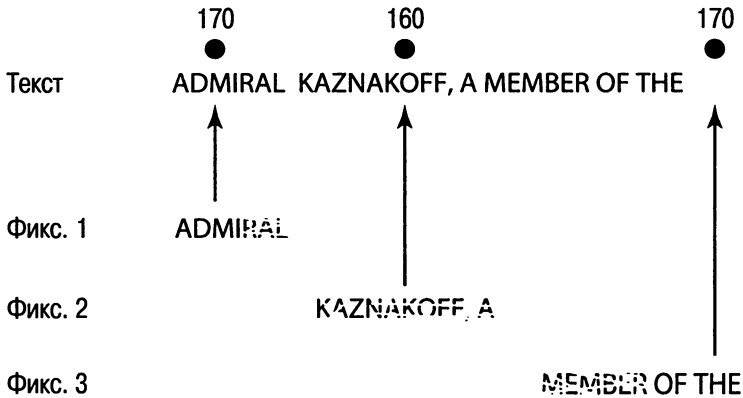 170 160 170
Текст ADMIRAL KAZNAKOFF, A MEMBER OF THE
Фикс. 1 ADMIRAL
Фикс. 2 KAZNAKOFF, A
Фикс. 3 MEMBER OF THE